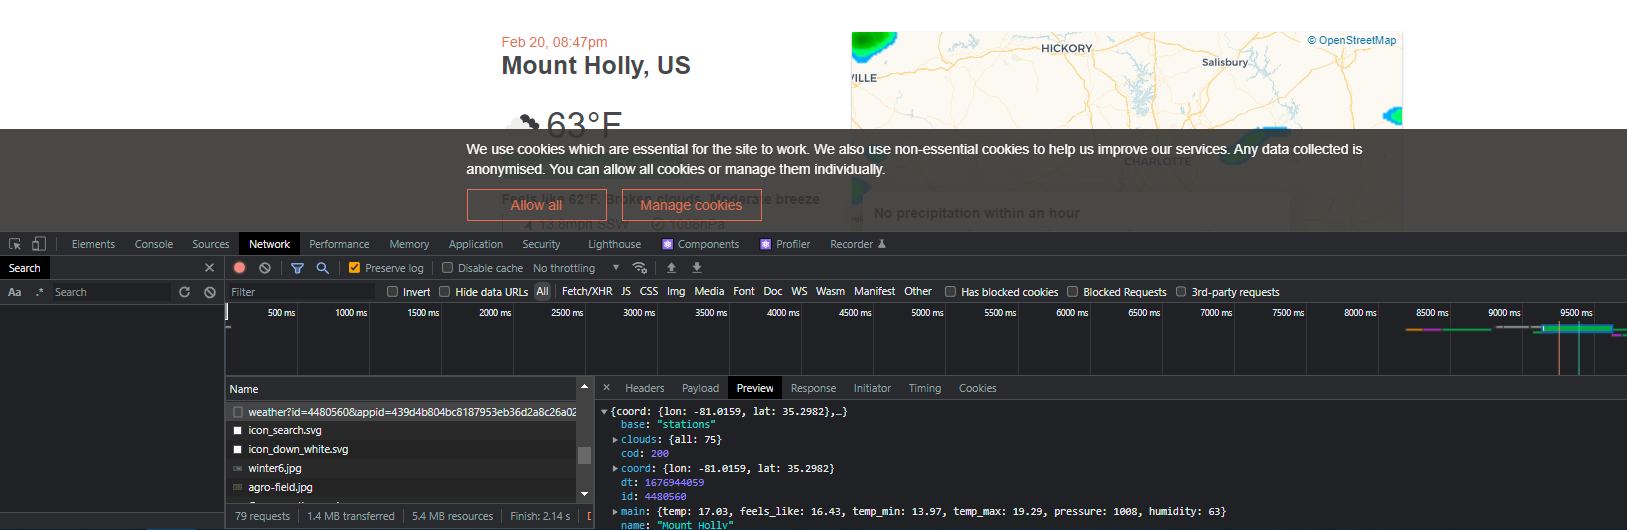 Feb 20, 08:47pm
Mount Holly, US
63°F
HICKORY
© OpenStreetMap
Salisbury
VILLE
CHARLOTTE
We use cookies which are essential for the site to work. We also use non-essential cookies to help us improve our services. Any data collected is
anonymised. You can allow all cookies or manage them individually.
Feels like 62°F. Broken clouds. Moderate breeze
Allow all
Manage cookies
13.8mph SSW
1008hPa
No precipitation within an hour
Elements Console Sources Network Performance Memory Application Security Lighthouse Components Profiler Recorder
Search
Preserve log Disable cache No throttling
Aa .* Search
Filter Invert Hide data URLs All Fetch/XHR JS CSS Img Media Font Doc WS Wasm Manifest Other Has blocked cookies Blocked Requests 3rd-party requests
500 ms 1000 ms 1500 ms 2000 ms 2500 ms 3000 ms 3500 ms 4000 ms 4500 ms 5000 ms 5500 ms 6000 ms 6500 ms 7000 ms 7500 ms 8000 ms 8500 ms 9000 ms 9500 ms
Name
weather?id=4480560&appid=439d4b804bc8187953eb36d2a8c26a02
icon_search.svg
icon_down_white.svg
winter6.jpg
agro-field.jpg
79 requests 1.4 MB transferred 5.4 MB resources Finish: 2.14 s
× Headers Payload Preview Response Initiator Timing Cookies
▼{coord: {lon: -81.0159, lat: 35.2982},…}
base: "stations"
▶clouds: {all: 75}
cod: 200
▶coord: {lon: -81.0159, lat: 35.2982}
dt: 1676944059
id: 4480560
▶main: {temp: 17.03, feels_like: 16.43, temp_min: 13.97, temp_max: 19.29, pressure: 1008, humidity: 63}
name: "Mount Holly"